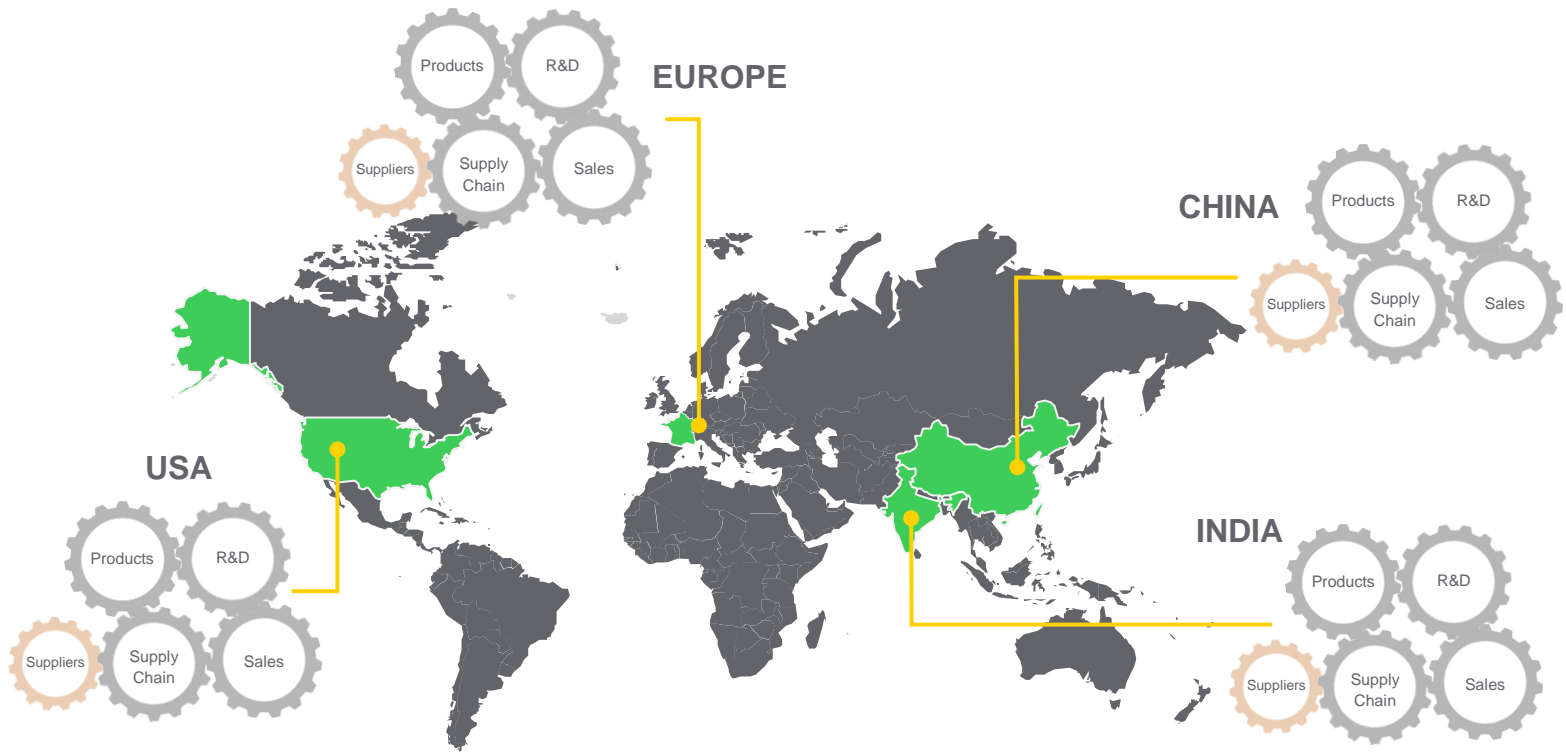 EUROPE
Products
R&D
Suppliers
Supply
Chain
Sales
CHINA
Products
R&D
Suppliers
Supply
Chain
Sales
USA
Products
R&D
Suppliers
Supply
Chain
Sales
INDIA
Products
R&D
Suppliers
Supply
Chain
Sales